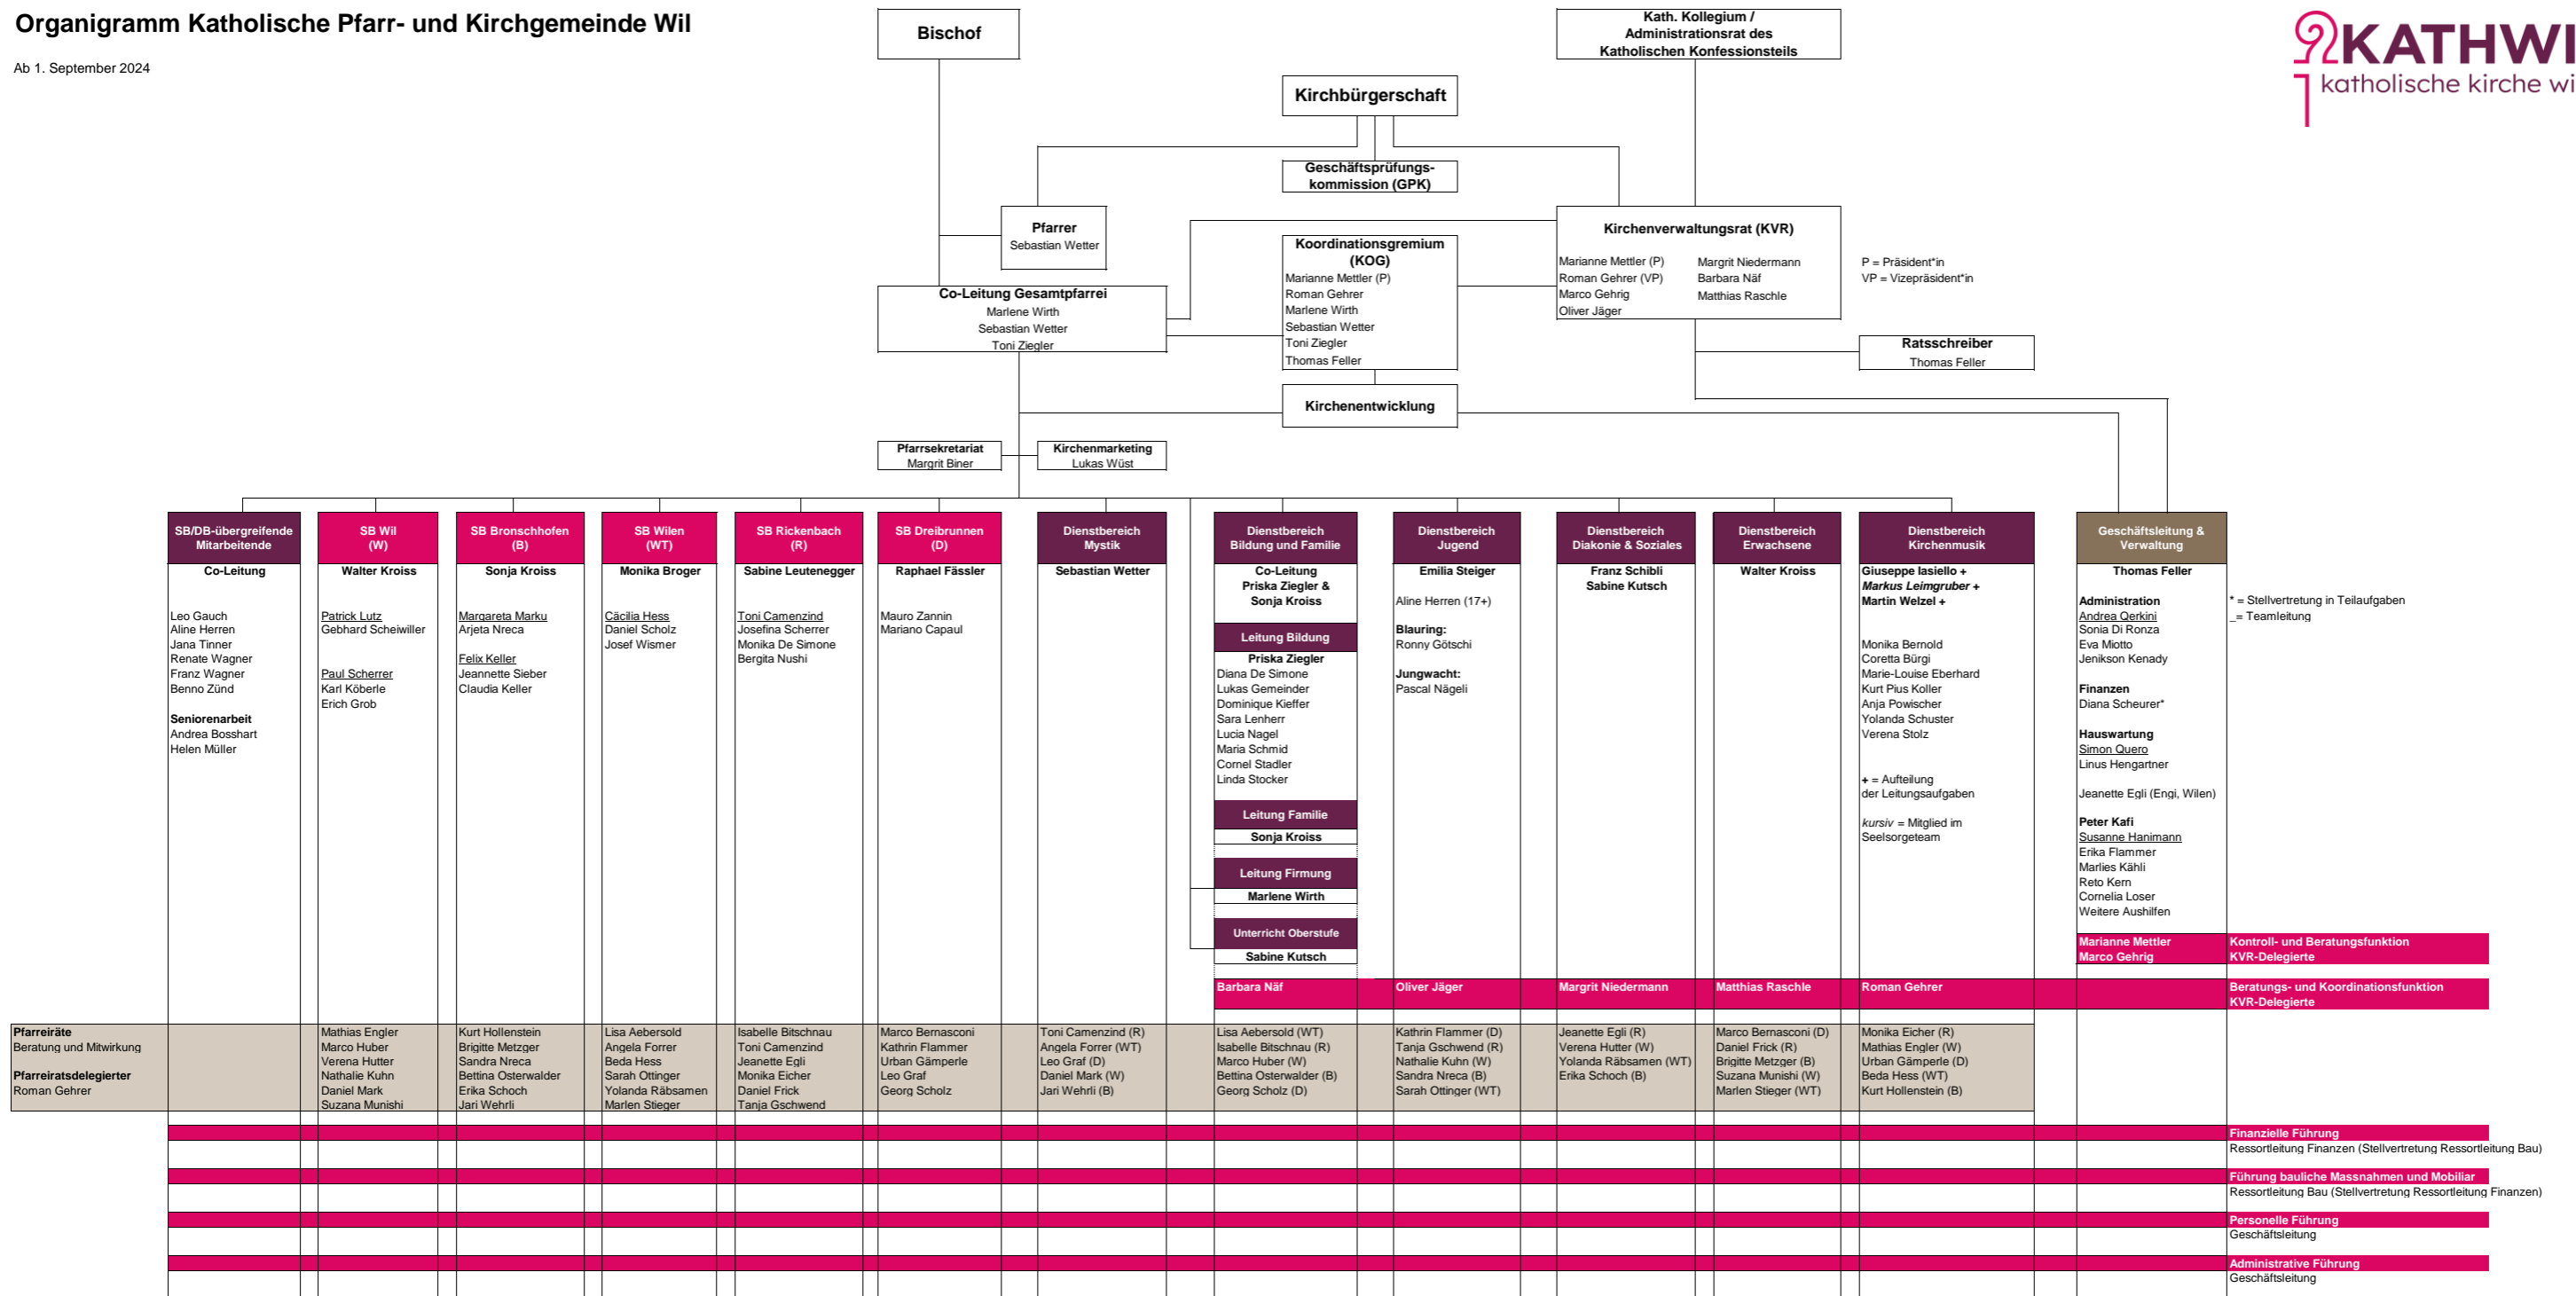 Organigramm Katholische Pfarr- und Kirchgemeinde Wil
Ab 1. September 2024
KATHWI
katholische kirche wi
Bischof
Kath. Kollegium /
Administrationsrat des
Katholischen Konfessionsteils
Kirchbürgerschaft
Geschäftsprüfungs-
kommission (GPK)
Pfarrer
Sebastian Wetter
Co-Leitung Gesamtpfarrei
Marlene Wirth
Sebastian Wetter
Toni Ziegler
Koordinationsgremium
(KOG)
Marianne Mettler (P)
Roman Gehrer
Marlene Wirth
Sebastian Wetter
Toni Ziegler
Thomas Feller
Kirchenverwaltungsrat (KVR)
Marianne Mettler (P)
Roman Gehrer (VP)
Marco Gehrig
Oliver Jäger
Margrit Niedermann
Barbara Näf
Matthias Raschle
P = Präsident*in
VP = Vizepräsident*in
Ratsschreiber
Thomas Feller
Kirchenentwicklung
Pfarrsekretariat
Margrit Biner
Kirchenmarketing
Lukas Wüst
SB/DB-übergreifende
Mitarbeitende
Co-Leitung
Leo Gauch
Aline Herren
Jana Tinner
Renate Wagner
Franz Wagner
Benno Zünd
Seniorenarbeit
Andrea Bosshart
Helen Müller
SB Wil
(W)
Walter Kroiss
Patrick Lutz
Gebhard Scheiwiller
Paul Scherrer
Karl Köberle
Erich Grob
SB Bronschhofen
(B)
Sonja Kroiss
Margareta Marku
Arjeta Nreca
Felix Keller
Jeannette Sieber
Claudia Keller
SB Wilen
(WT)
Monika Broger
Cäcilia Hess
Daniel Scholz
Josef Wismer
SB Rickenbach
(R)
Sabine Leutenegger
Toni Camenzind
Josefina Scherrer
Monika De Simone
Bergita Nushi
SB Dreibrunnen
(D)
Raphael Fässler
Mauro Zannin
Mariano Capaul
Dienstbereich
Mystik
Sebastian Wetter
Dienstbereich
Bildung und Familie
Co-Leitung
Priska Ziegler &
Sonja Kroiss
Leitung Bildung
Priska Ziegler
Diana De Simone
Lukas Gemeinder
Dominique Kieffer
Sara Lenherr
Lucia Nagel
Maria Schmid
Cornel Stadler
Linda Stocker
Leitung Familie
Sonja Kroiss
Leitung Firmung
Marlene Wirth
Unterricht Oberstufe
Sabine Kutsch
Dienstbereich
Jugend
Emilia Steiger
Aline Herren (17+)
Blauring:
Ronny Götschi
Jungwacht:
Pascal Nägeli
Dienstbereich
Diakonie & Soziales
Franz Schibli
Sabine Kutsch
Dienstbereich
Erwachsene
Walter Kroiss
Dienstbereich
Kirchenmusik
Giuseppe Iasiello +
Markus Leimgruber +
Martin Welzel +
Monika Bernold
Coretta Bürgi
Marie-Louise Eberhard
Kurt Pius Koller
Anja Powischer
Yolanda Schuster
Verena Stolz
+ = Aufteilung
der Leitungsaufgaben
kursiv = Mitglied im
Seelsorgeteam
Geschäftsleitung &
Verwaltung
Thomas Feller
Administration
Andrea Qerkini
Sonia Di Ronza
Eva Miotto
Jenikson Kenady
Finanzen
Diana Scheurer*
Hauswartung
Simon Quero
Linus Hengartner
Jeanette Egli (Engi, Wilen)
Peter Kafi
Susanne Hanimann
Erika Flammer
Marlies Kähli
Reto Kern
Cornelia Loser
Weitere Aushilfen
* = Stellvertretung in Teilaufgaben
_= Teamleitung
Marianne Mettler
Marco Gehrig
Kontroll- und Beratungsfunktion
KVR-Delegierte
Barbara Näf
Oliver Jäger
Margrit Niedermann
Matthias Raschle
Roman Gehrer
Beratungs- und Koordinationsfunktion
KVR-Delegierte
Pfarreiräte
Beratung und Mitwirkung
Pfarreiratsdelegierter
Roman Gehrer
Mathias Engler
Marco Huber
Verena Hutter
Nathalie Kuhn
Daniel Mark
Suzana Munishi
Kurt Hollenstein
Brigitte Metzger
Sandra Nreca
Bettina Osterwalder
Erika Schoch
Jari Wehrli
Lisa Aebersold
Angela Forrer
Beda Hess
Sarah Ottinger
Yolanda Räbsamen
Marlen Stieger
Isabelle Bitschnau
Toni Camenzind
Jeanette Egli
Monika Eicher
Daniel Frick
Tanja Gschwend
Marco Bernasconi
Kathrin Flammer
Urban Gämperle
Leo Graf
Georg Scholz
Toni Camenzind (R)
Angela Forrer (WT)
Leo Graf (D)
Daniel Mark (W)
Jari Wehrli (B)
Lisa Aebersold (WT)
Isabelle Bitschnau (R)
Marco Huber (W)
Bettina Osterwalder (B)
Georg Scholz (D)
Kathrin Flammer (D)
Tanja Gschwend (R)
Nathalie Kuhn (W)
Sandra Nreca (B)
Sarah Ottinger (WT)
Jeanette Egli (R)
Verena Hutter (W)
Yolanda Räbsamen (WT)
Erika Schoch (B)
Marco Bernasconi (D)
Daniel Frick (R)
Brigitte Metzger (B)
Suzana Munishi (W)
Marlen Stieger (WT)
Monika Eicher (R)
Mathias Engler (W)
Urban Gämperle (D)
Beda Hess (WT)
Kurt Hollenstein (B)
Finanzielle Führung
Ressortleitung Finanzen (Stellvertretung Ressortleitung Bau)
Führung bauliche Massnahmen und Mobiliar
Ressortleitung Bau (Stellvertretung Ressortleitung Finanzen)
Personelle Führung
Geschäftsleitung
Administrative Führung
Geschäftsleitung